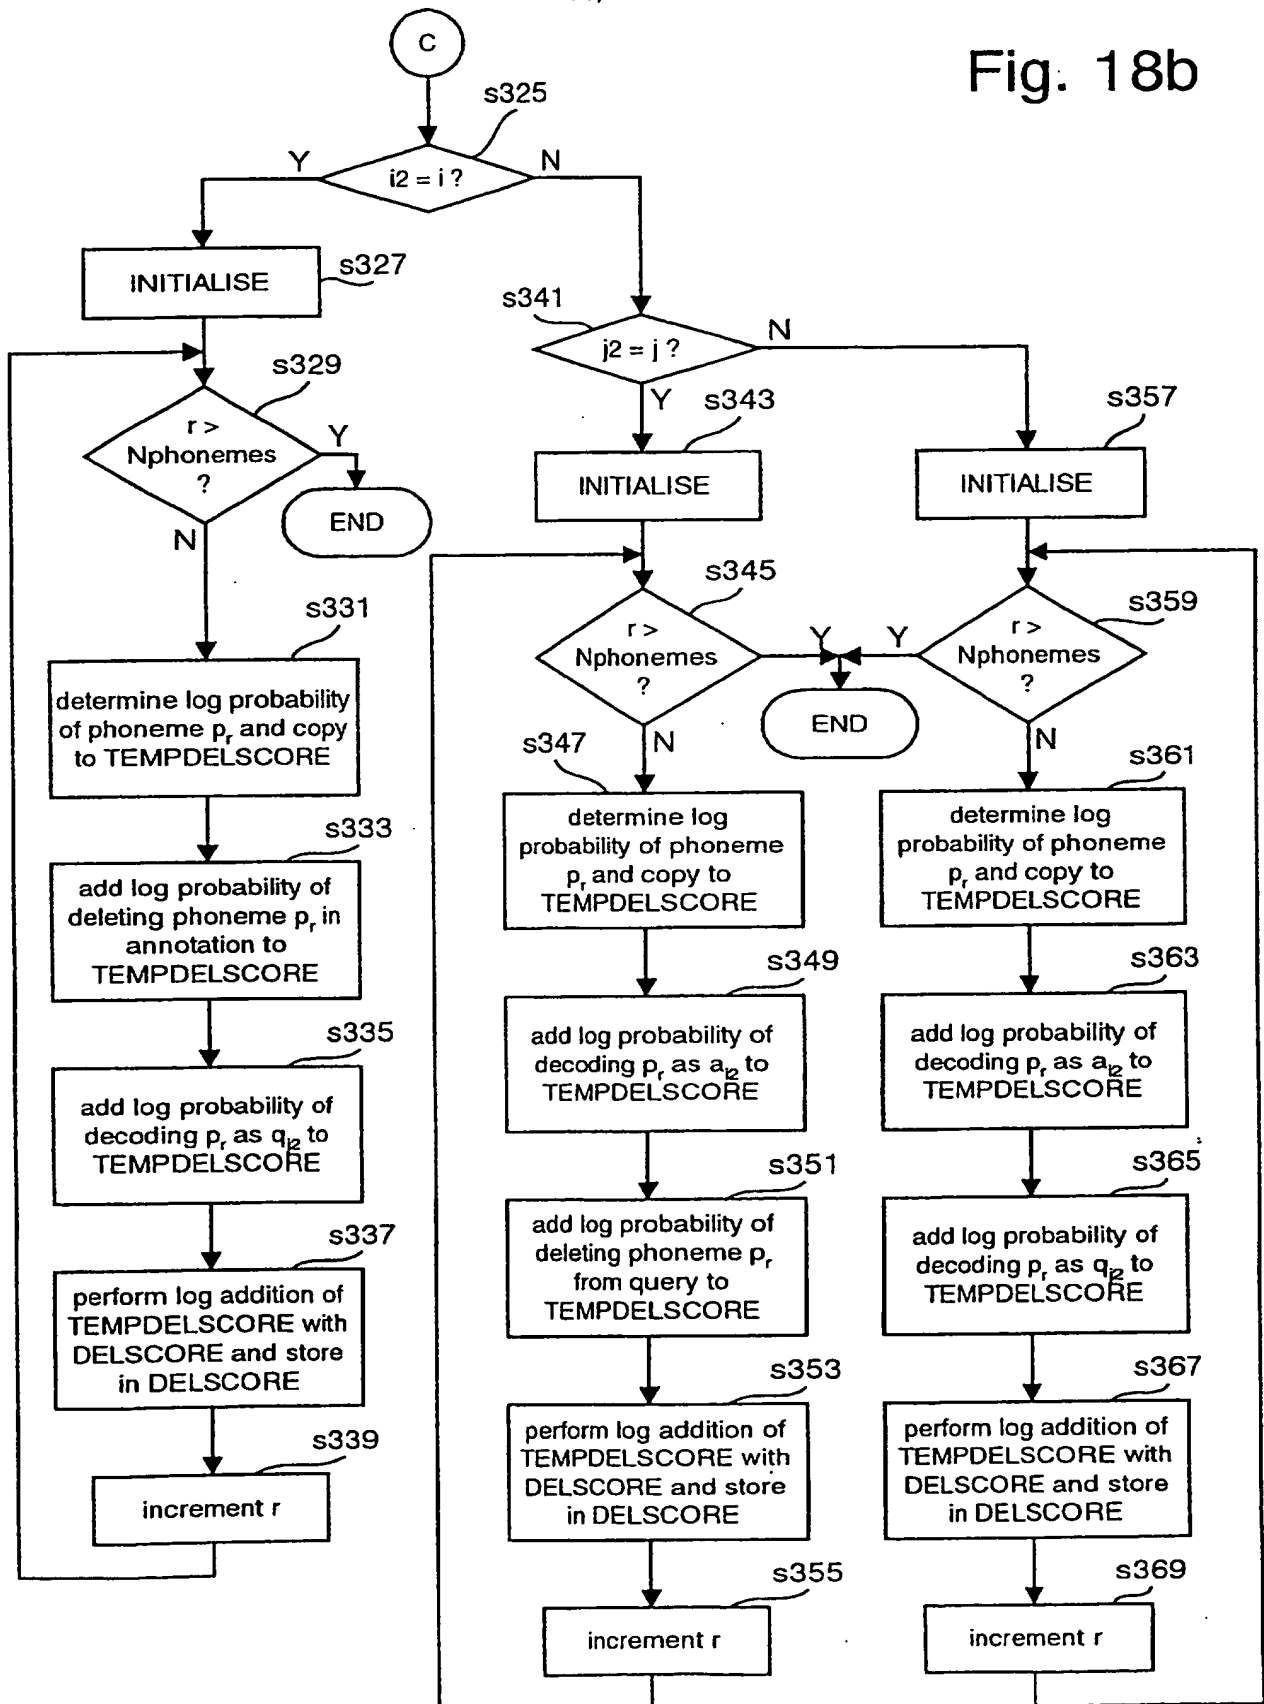 C
Fig. 18b
s325
Y
i2 = i ?
N
INITIALISE
s327
s341
j2 = j ?
N
s329
r >
Nphonemes
?
Y
END
N
Y
s343
INITIALISE
s357
INITIALISE
s345
r >
Nphonemes
?
Y
Y
s359
r >
Nphonemes
?
END
N
N
s331
determine log probability
of phoneme pr and copy
to TEMPDELSCORE
s333
add log probability of
deleting phoneme pr in
annotation to
TEMPDELSCORE
s335
add log probability of
decoding pr as qj2 to
TEMPDELSCORE
s337
perform log addition of
TEMPDELSCORE with
DELSCORE and store
in DELSCORE
s339
increment r
s347
determine log
probability of phoneme
pr and copy to
TEMPDELSCORE
s349
add log probability of
decoding pr as ai2 to
TEMPDELSCORE
s351
add log probability of
deleting phoneme pr
from query to
TEMPDELSCORE
s353
perform log addition of
TEMPDELSCORE with
DELSCORE and store
in DELSCORE
s355
increment r
s361
determine log
probability of phoneme
pr and copy to
TEMPDELSCORE
s363
add log probability of
decoding pr as ai2 to
TEMPDELSCORE
s365
add log probability of
decoding pr as qj2 to
TEMPDELSCORE
s367
perform log addition of
TEMPDELSCORE with
DELSCORE and store
in DELSCORE
s369
increment r